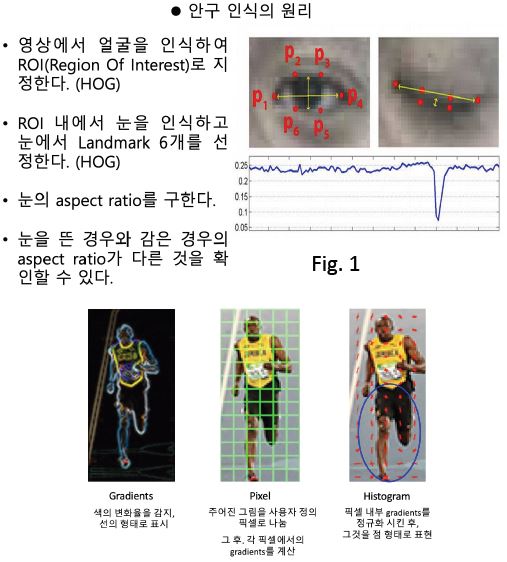 ● 안구 인식의 원리
• 영상에서 얼굴을 인식하여
ROI(Region Of Interest)로 지
정한다. (HOG)
• ROI 내에서 눈을 인식하고
눈에서 Landmark 6개를 선
정한다. (HOG)
• 눈의 aspect ratio를 구한다.
• 눈을 뜬 경우와 감은 경우의
aspect ratio가 다른 것을 확
인할 수 있다.
p2 p3
p1 p4
p6 p5
l
0.25
0.2
0.15
0.1
0.05
Fig. 1
Gradients
색의 변화율을 감지,
선의 형태로 표시
Pixel
주어진 그림을 사용자 정의
픽셀로 나눔
그 후. 각 픽셀에서의
gradients를 계산
Histogram
픽셀 내부 gradients를
정규화 시킨 후,
그것을 점 형태로 표현